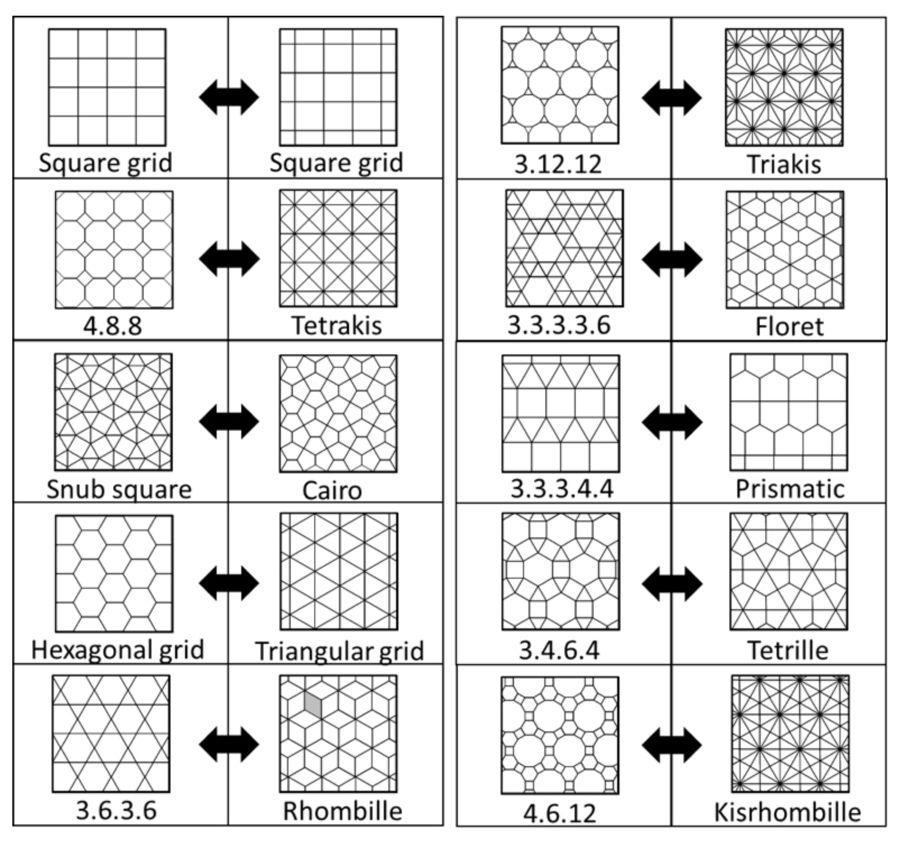 Square grid
Square grid
3.12.12
Triakis
4.8.8
Tetrakis
3.3.3.3.6
Floret
Snub square
Cairo
3.3.3.4.4
Prismatic
Hexagonal grid
Triangular grid
3.4.6.4
Tetrille
3.6.3.6
Rhombille
4.6.12
Kisrhombille